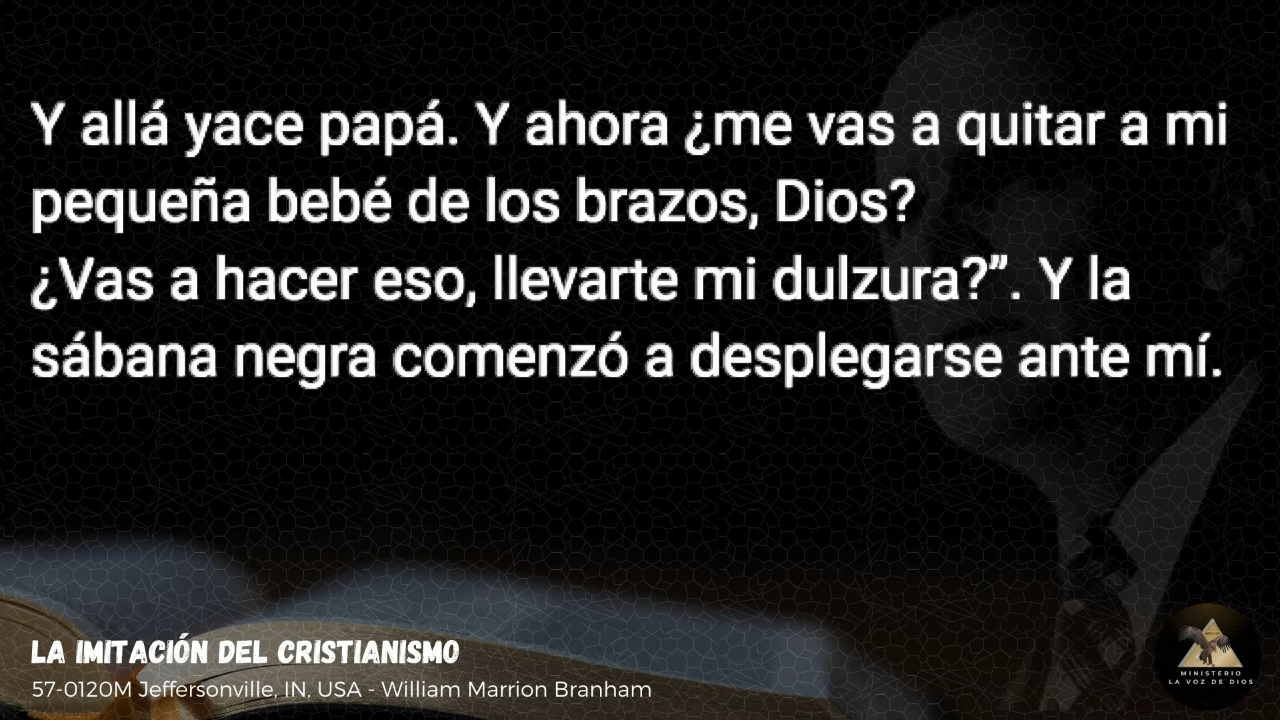 Y allá yace papá. Y ahora ¿me vas a quitar a mi
pequeña bebé de los brazos, Dios?
¿Vas a hacer eso, llevarte mi dulzura?”. Y la
sábana negra comenzó a desplegarse ante mí.
LA IMITACIÓN DEL CRISTIANISMO
57-0120M Jeffersonville, IN, USA - William Marrion Branham
MINISTERIO
LA VOZ DE DIOS